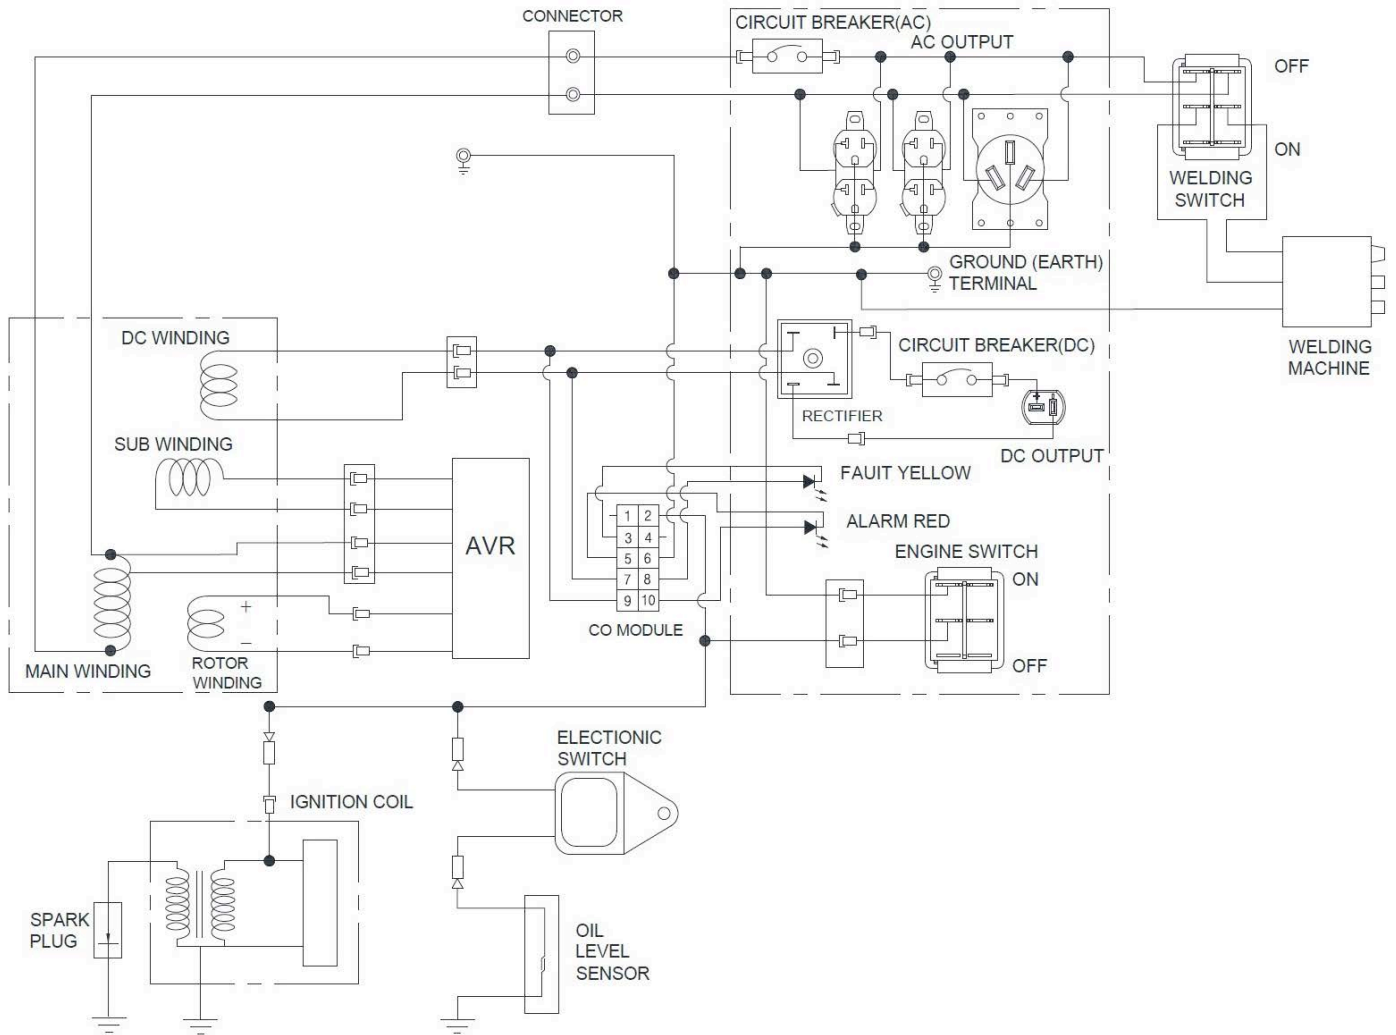 CONNECTOR
CIRCUIT BREAKER(AC)
AC OUTPUT
OFF
ON
WELDING
SWITCH
GROUND (EARTH)
TERMINAL
DC WINDING
CIRCUIT BREAKER(DC)
WELDING
MACHINE
RECTIFIER
SUB WINDING
DC OUTPUT
FAUIT YELLOW
ALARM RED
AVR
1 2
3 4
5 6
7 8
9 10
CO MODULE
ENGINE SWITCH
ON
OFF
+
−
MAIN WINDING
ROTOR
WINDING
ELECTIONIC
SWITCH
IGNITION COIL
SPARK
PLUG
OIL
LEVEL
SENSOR